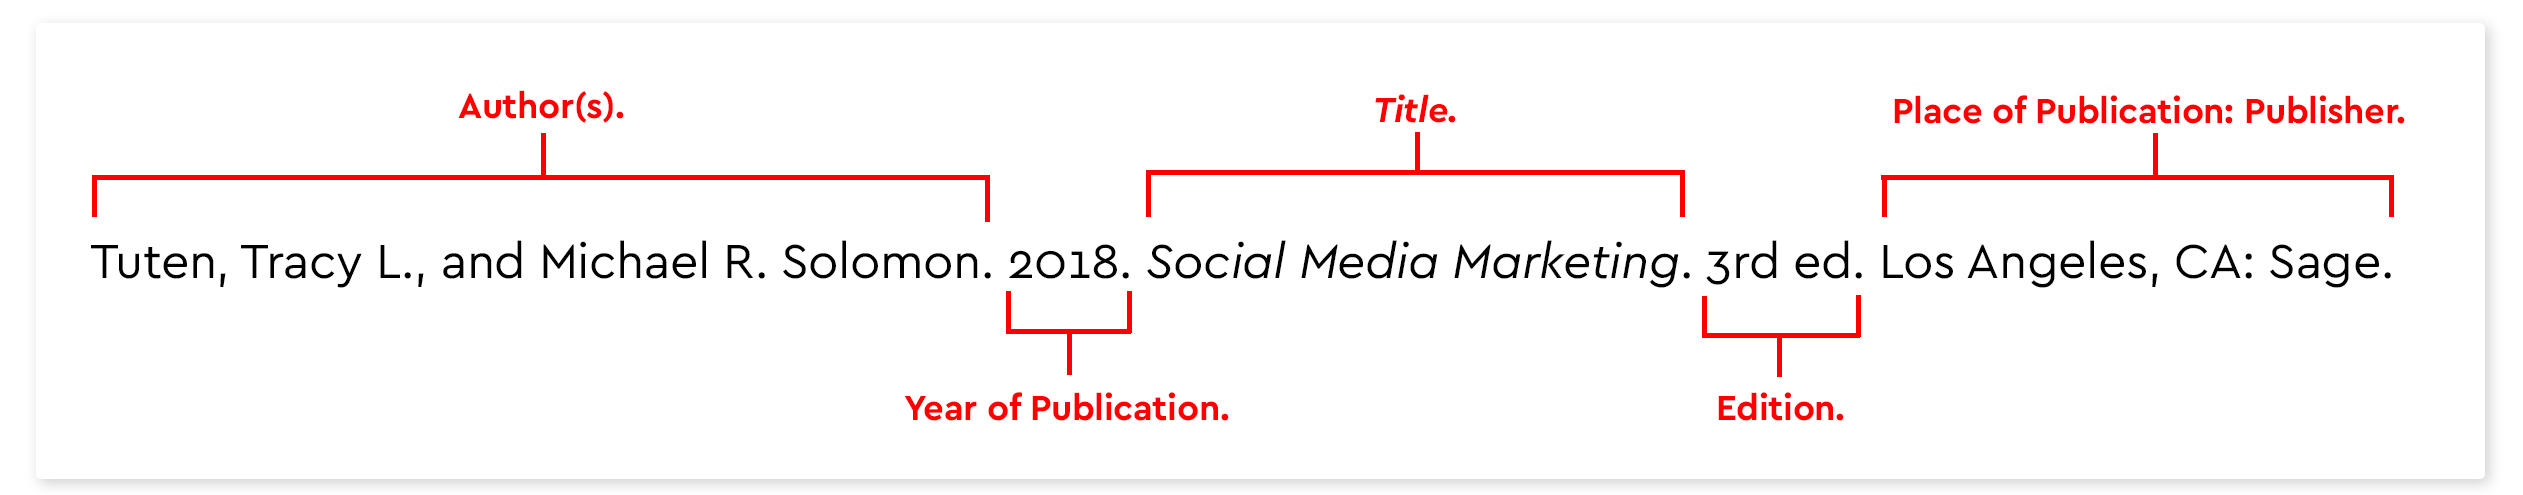 Author(s).
Title.
Place of Publication: Publisher.
Tuten, Tracy L., and Michael R. Solomon. 2018. Social Media Marketing. 3rd ed. Los Angeles, CA: Sage.
Year of Publication.
Edition.